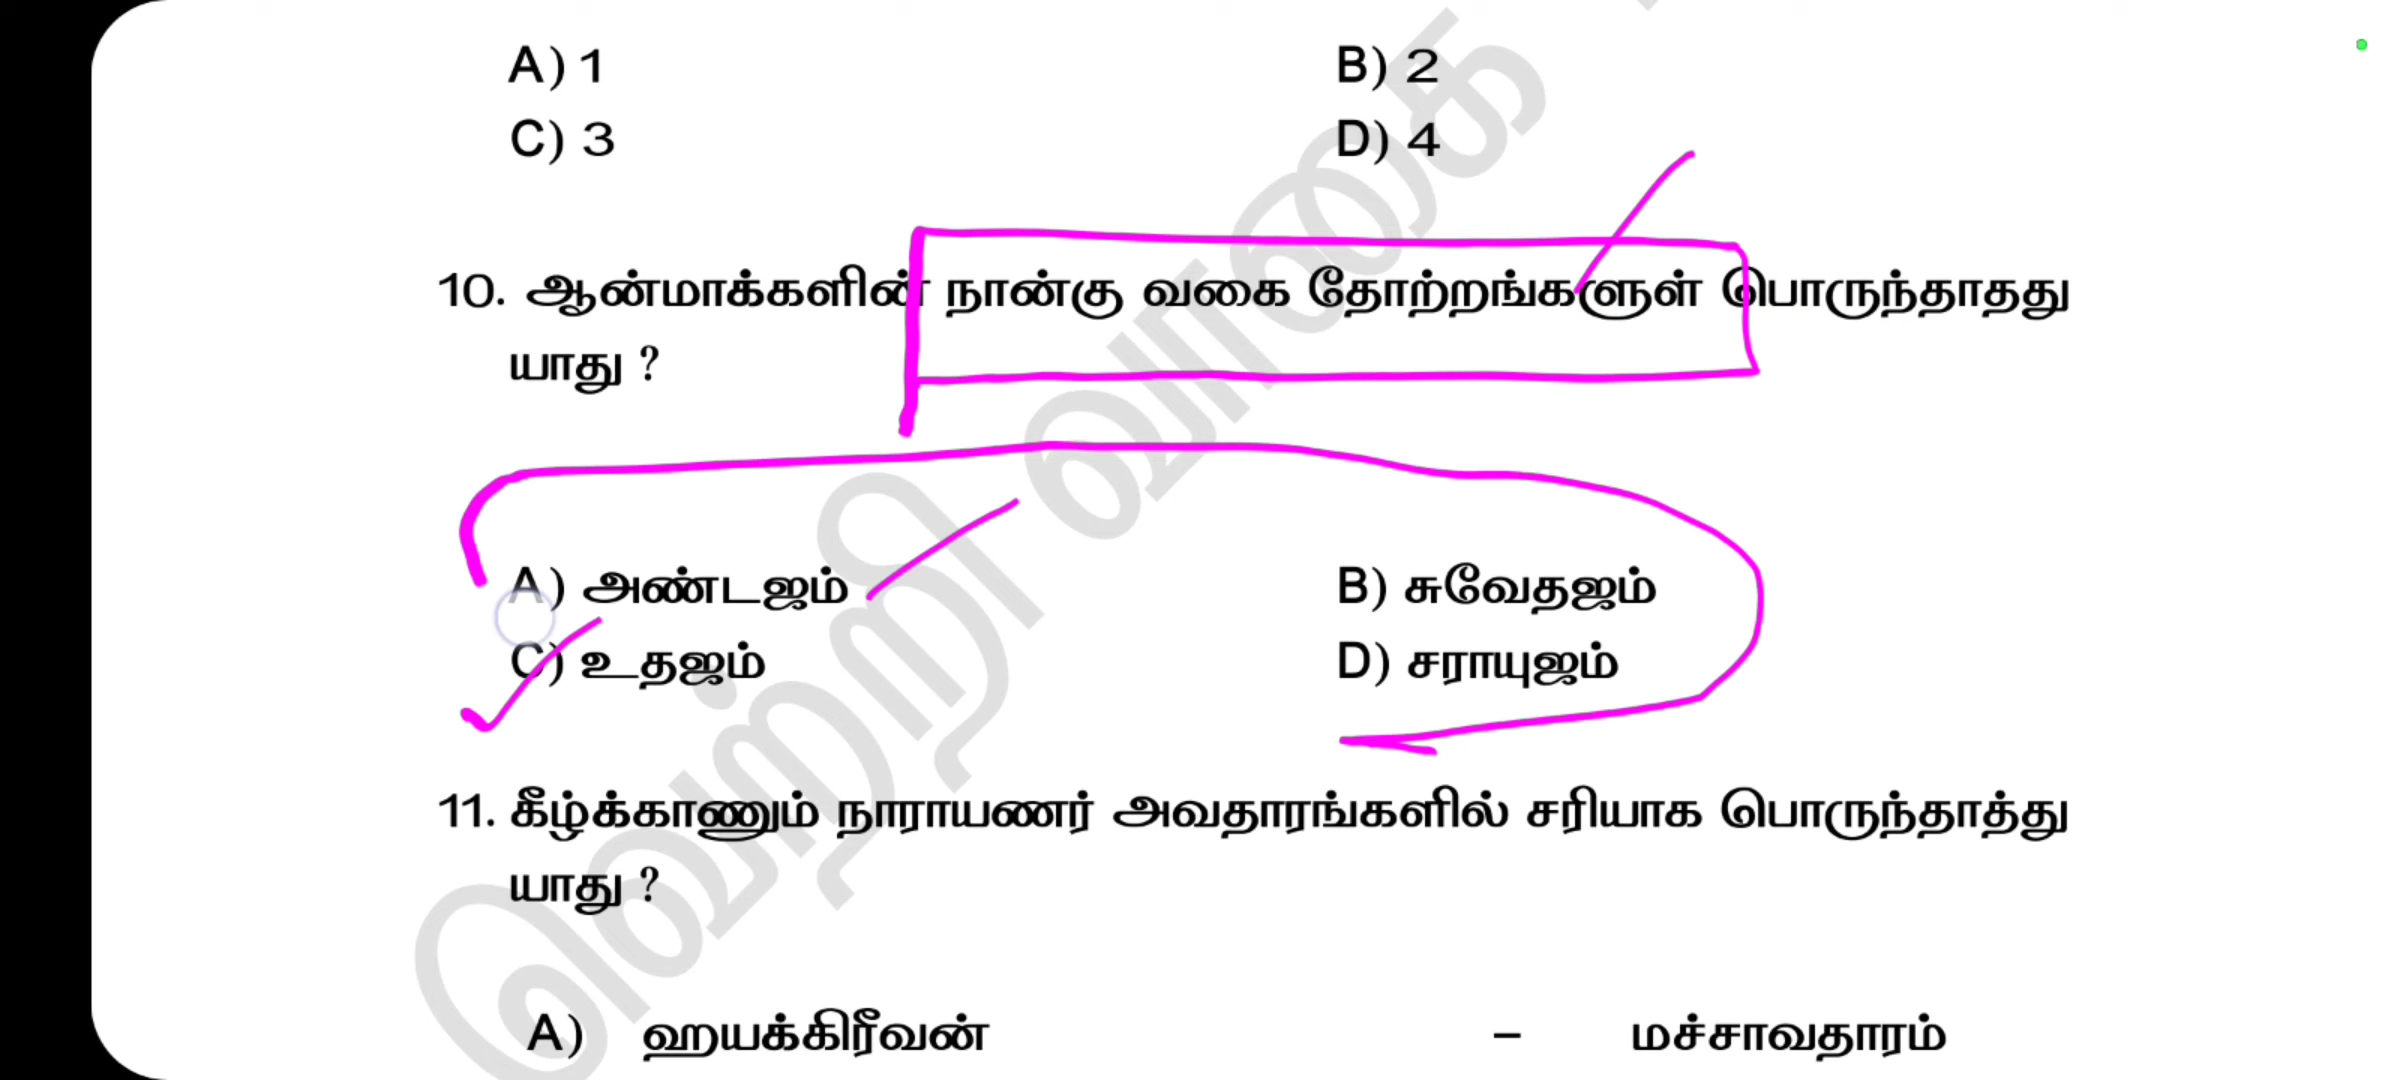 A) 1 B) 2
C) 3 D) 4
10. ஆன்மாக்களின் நான்கு வகை தோற்றங்களுள் பொருந்தாதது
யாது ?
A) அண்டஜம் B) சுவேதஜம்
C) உதஜம் D) சராயுஜம்
11. கீழ்க்காணும் நாராயணர் அவதாரங்களில் சரியாக பொருந்தாத்து
யாது ?
A) ஹயக்கிரீவன் – மச்சாவதாரம்
வெற்றி வாகை